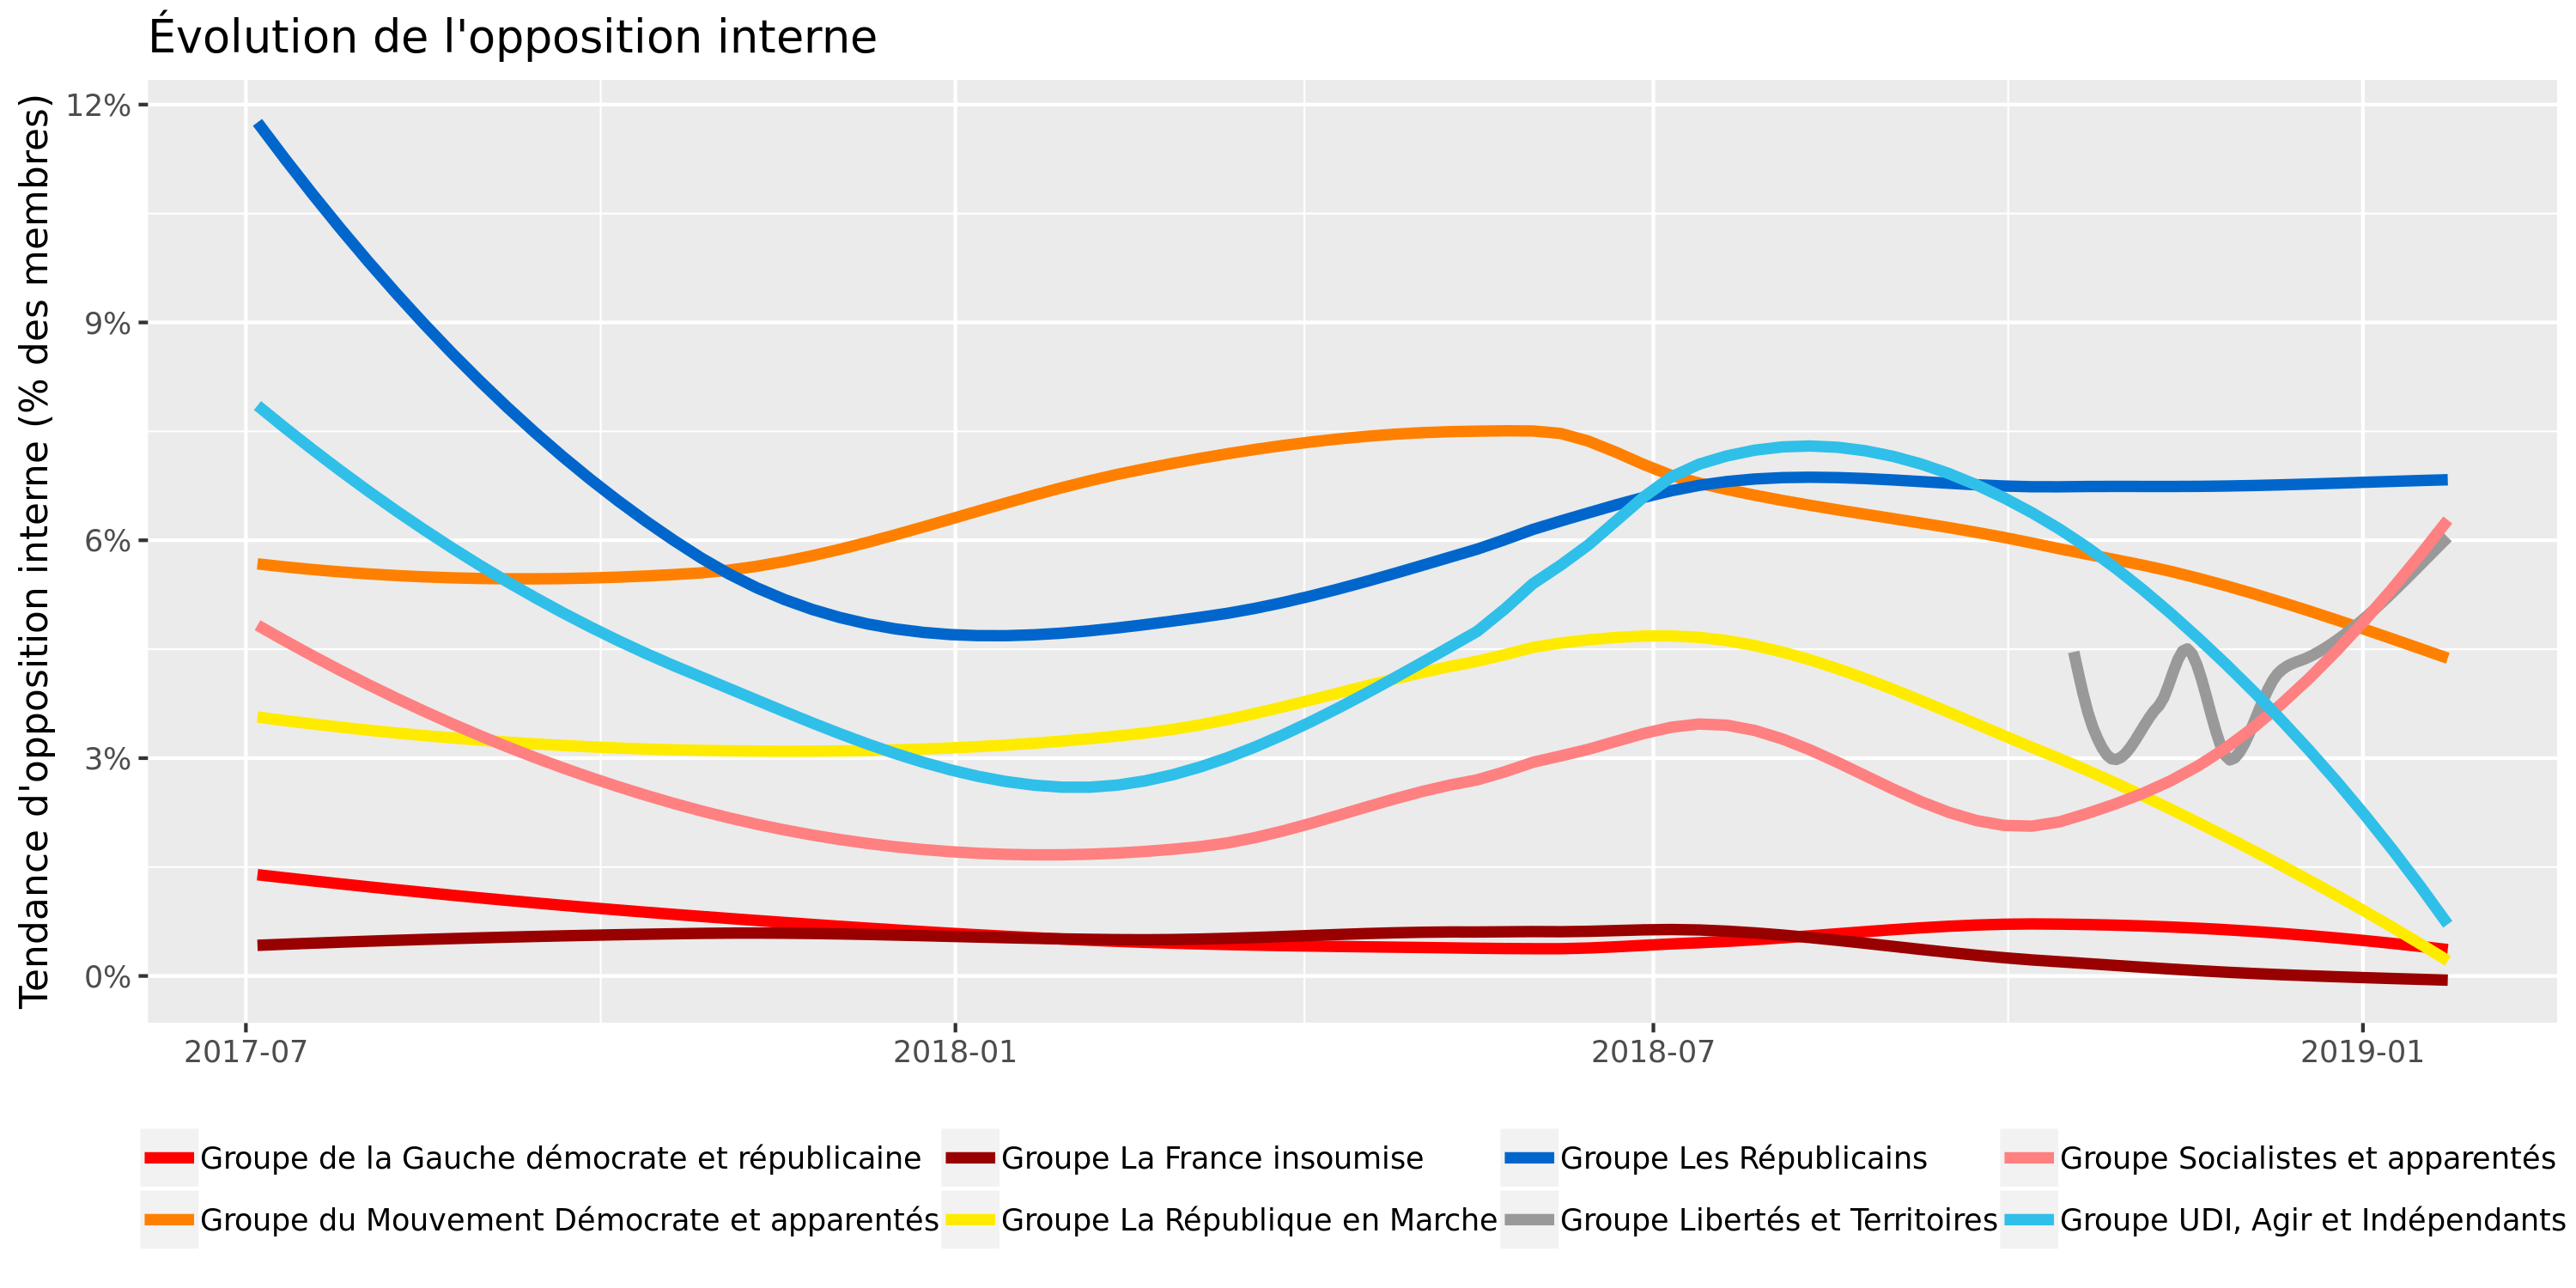 Évolution de l'opposition interne
Tendance d'opposition interne (% des membres)
12%
9%
6%
3%
0%
2017-07 2018-01 2018-07 2019-01
Groupe de la Gauche démocrate et républicaine Groupe La France insoumise Groupe Les Républicains Groupe Socialistes et apparentés
Groupe du Mouvement Démocrate et apparentés Groupe La République en Marche Groupe Libertés et Territoires Groupe UDI, Agir et Indépendants